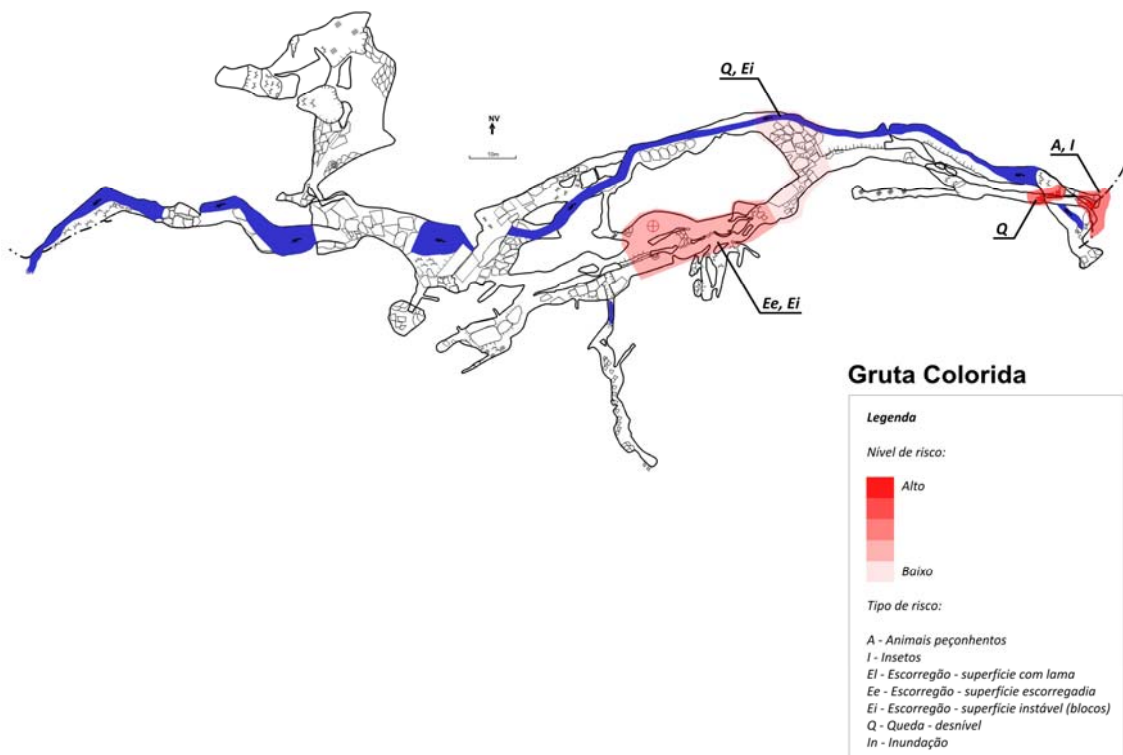 Q, Ei
NV
10m
A, I
Q
Ee, Ei
Gruta Colorida
Legenda
Nível de risco:
Alto
Baixo
Tipo de risco:
A - Animais peçonhentos
I - Insetos
El - Escorregão - superfície com lama
Ee - Escorregão - superfície escorregadia
Ei - Escorregão - superfície instável (blocos)
Q - Queda - desnível
In - Inundação